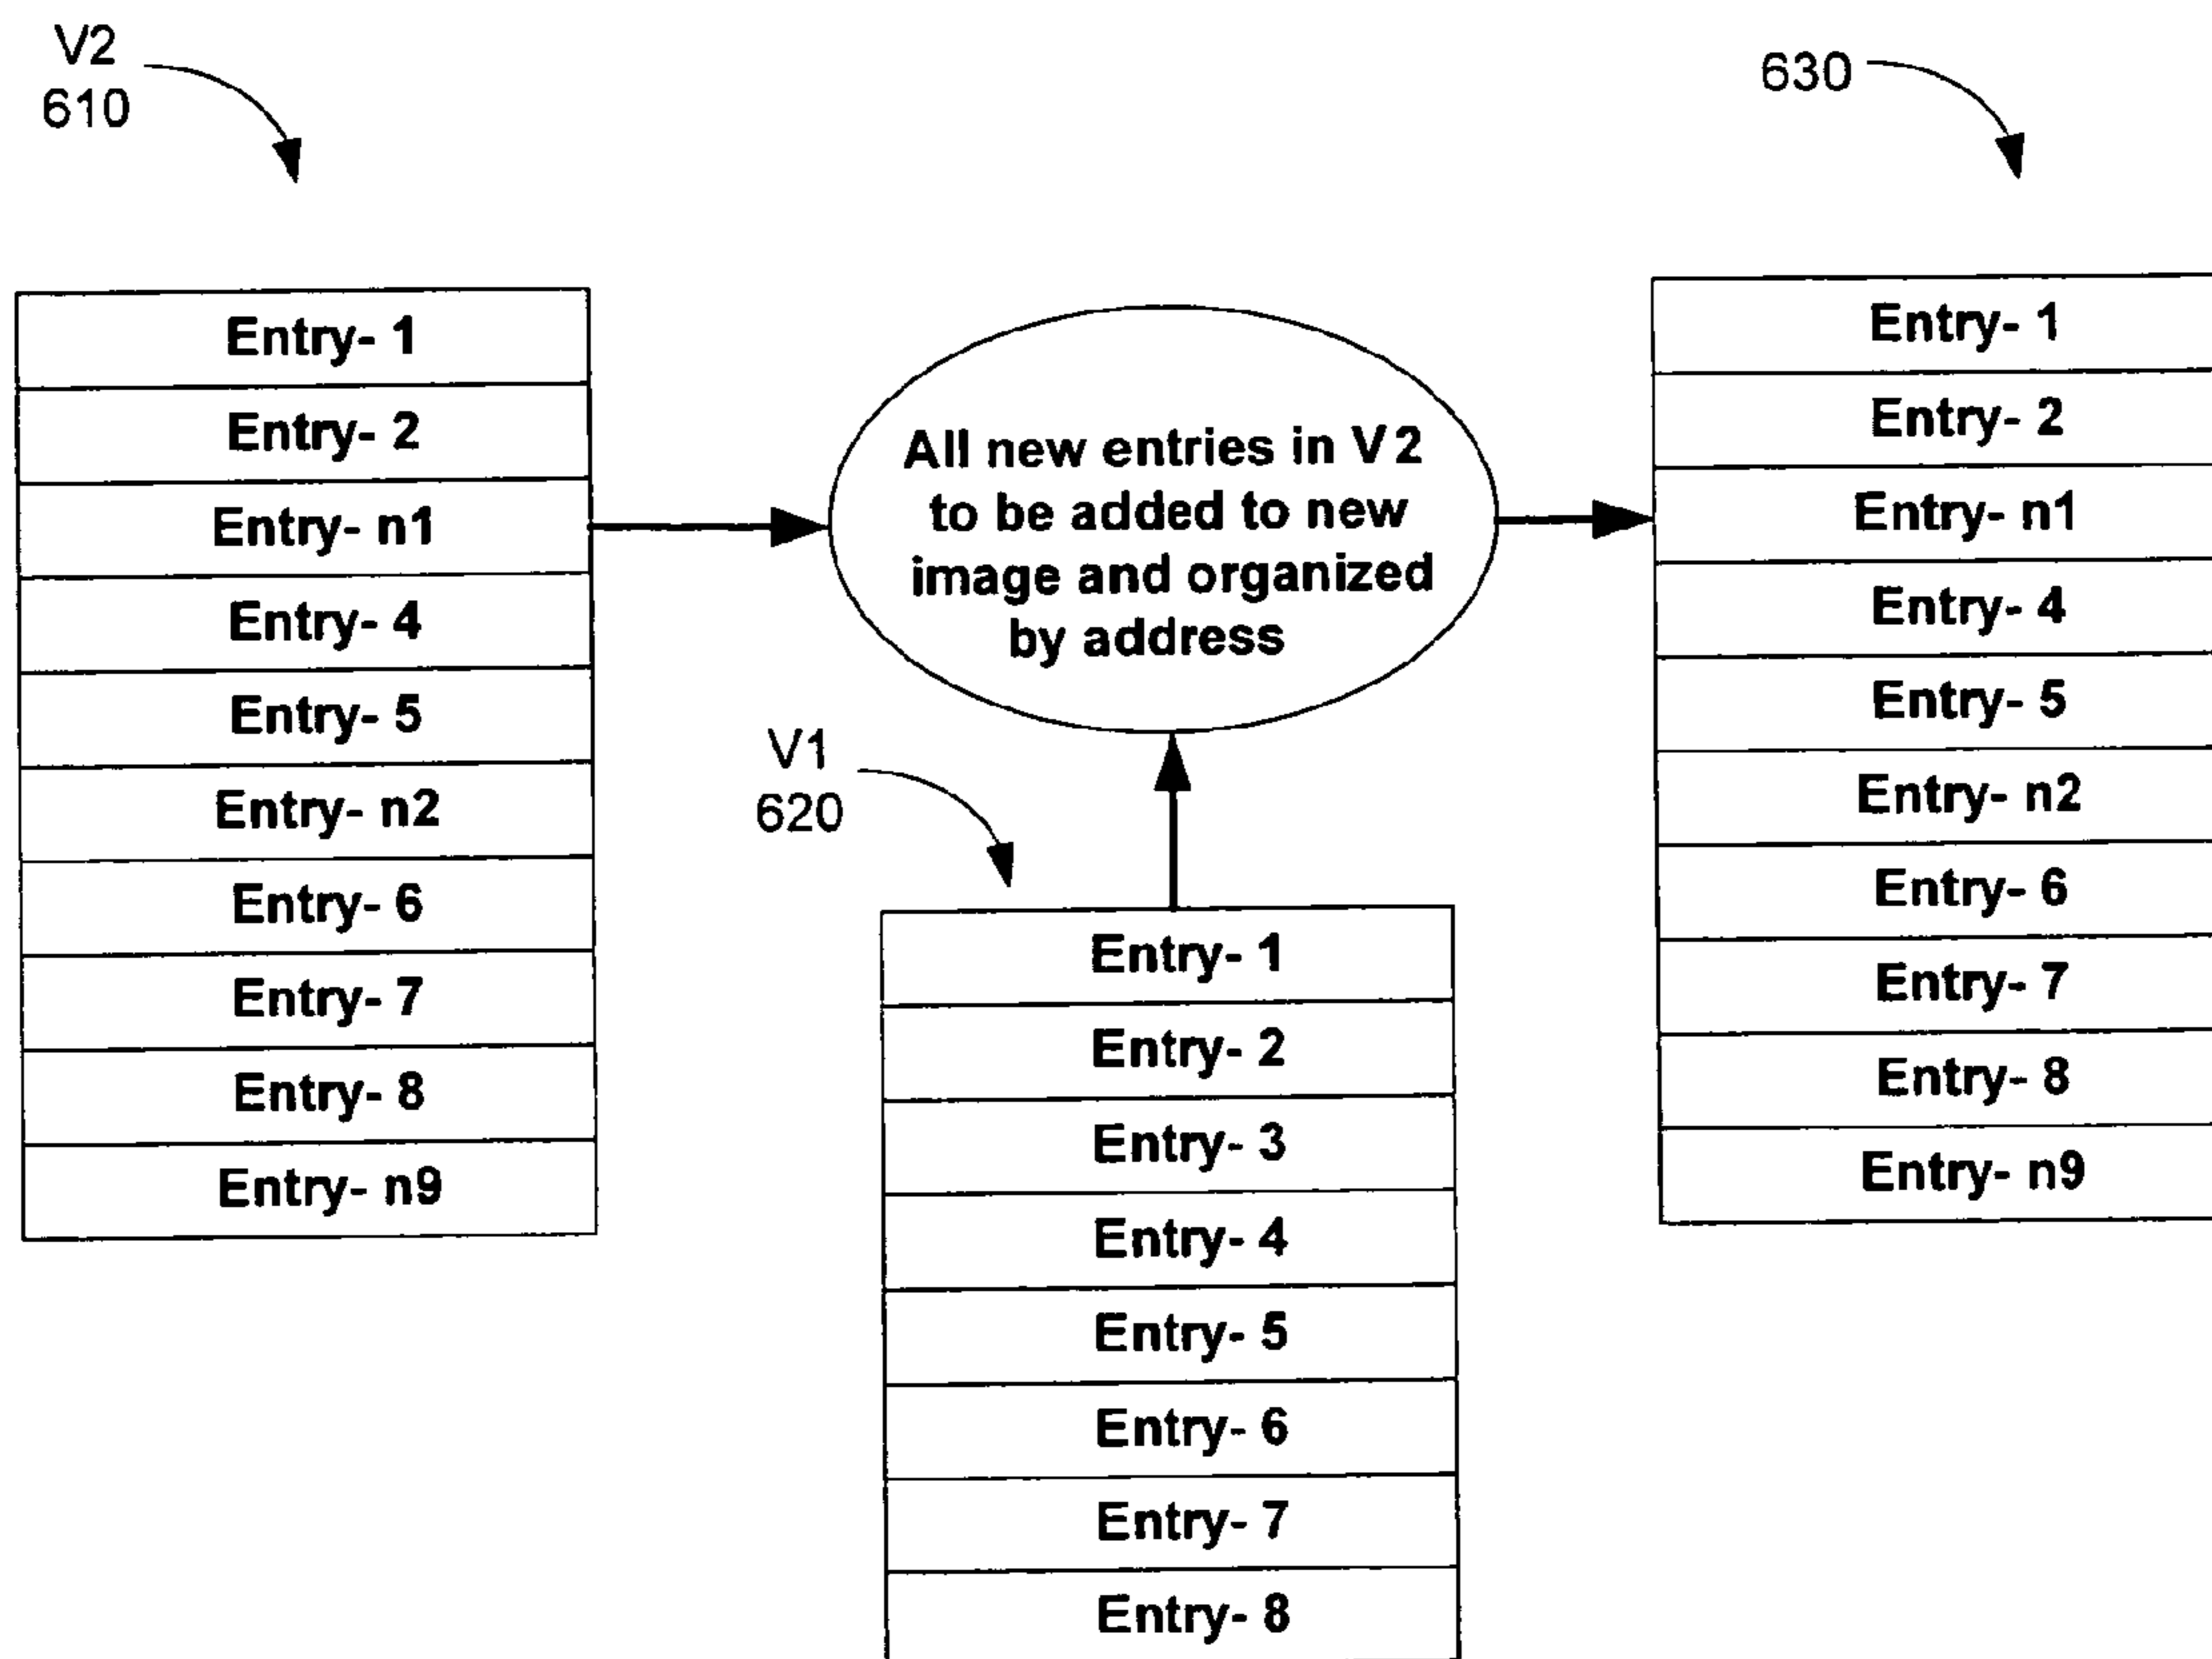 V2
610
630
Entry- 1
Entry- 2
Entry- n1
Entry- 4
Entry- 5
Entry- n2
Entry- 6
Entry- 7
Entry- 8
Entry- n9
All new entries in V2
to be added to new
image and organized
by address
V1
620
Entry- 1
Entry- 2
Entry- 3
Entry- 4
Entry- 5
Entry- 6
Entry- 7
Entry- 8
Entry- 1
Entry- 2
Entry- n1
Entry- 4
Entry- 5
Entry- n2
Entry- 6
Entry- 7
Entry- 8
Entry- n9